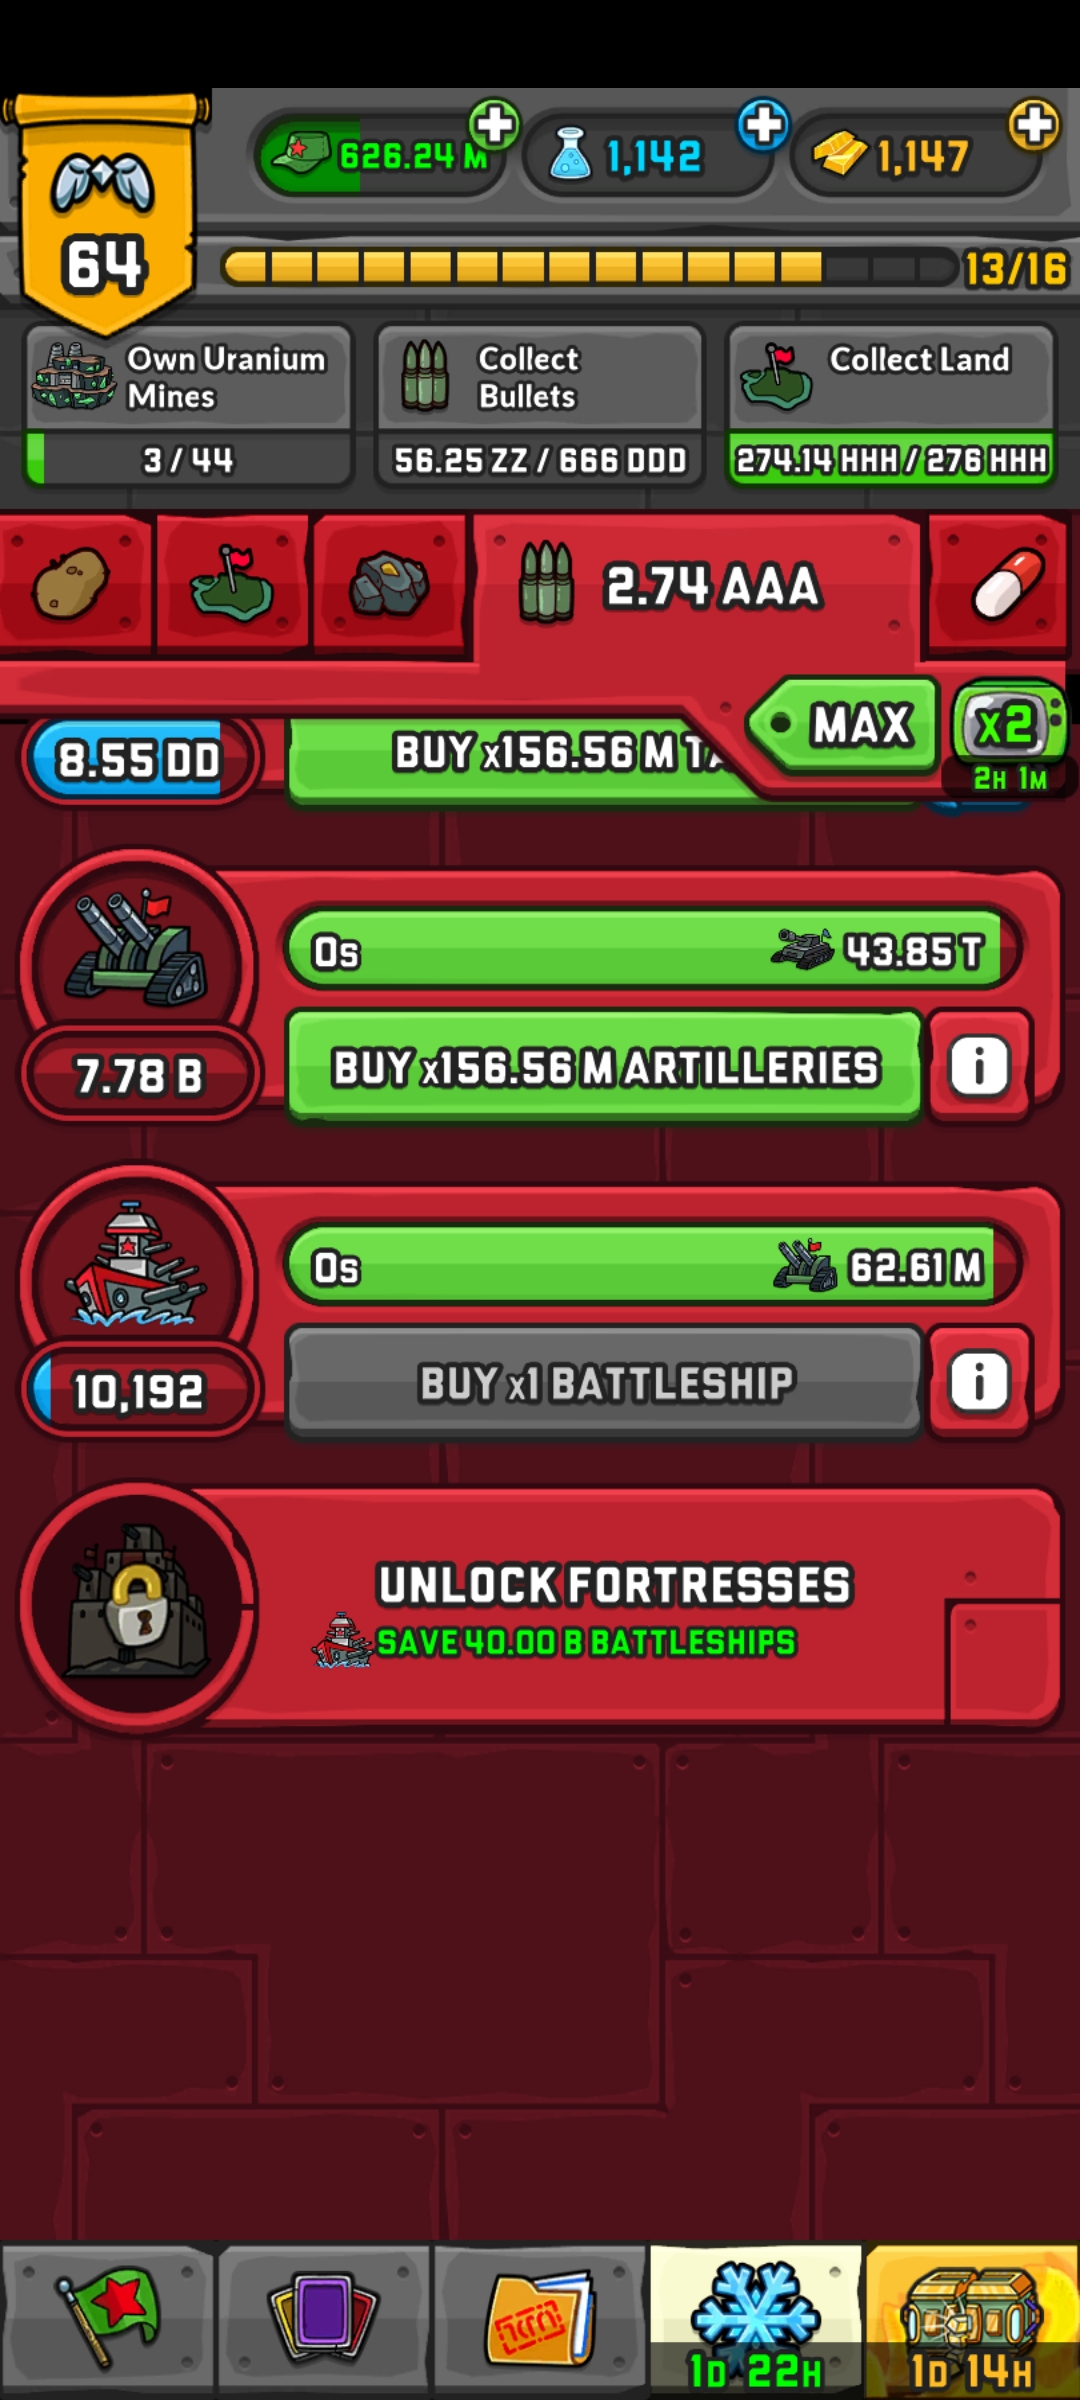 626.24 M
1,142
1,147
64
13/16
Own Uranium
Mines
3 / 44
Collect
Bullets
56.25 ZZ / 666 DDD
Collect Land
274.14 HHH / 276 HHH
2.74 AAA
MAX
x2
2H 1M
8.55 DD
BUY x156.56 M
0s
43.85 T
7.78 B
BUY x156.56 M ARTILLERIES
i
0s
62.61 M
10,192
BUY x1 BATTLESHIP
i
UNLOCK FORTRESSES
SAVE 40.00 B BATTLESHIPS
1D 22H
1D 14H